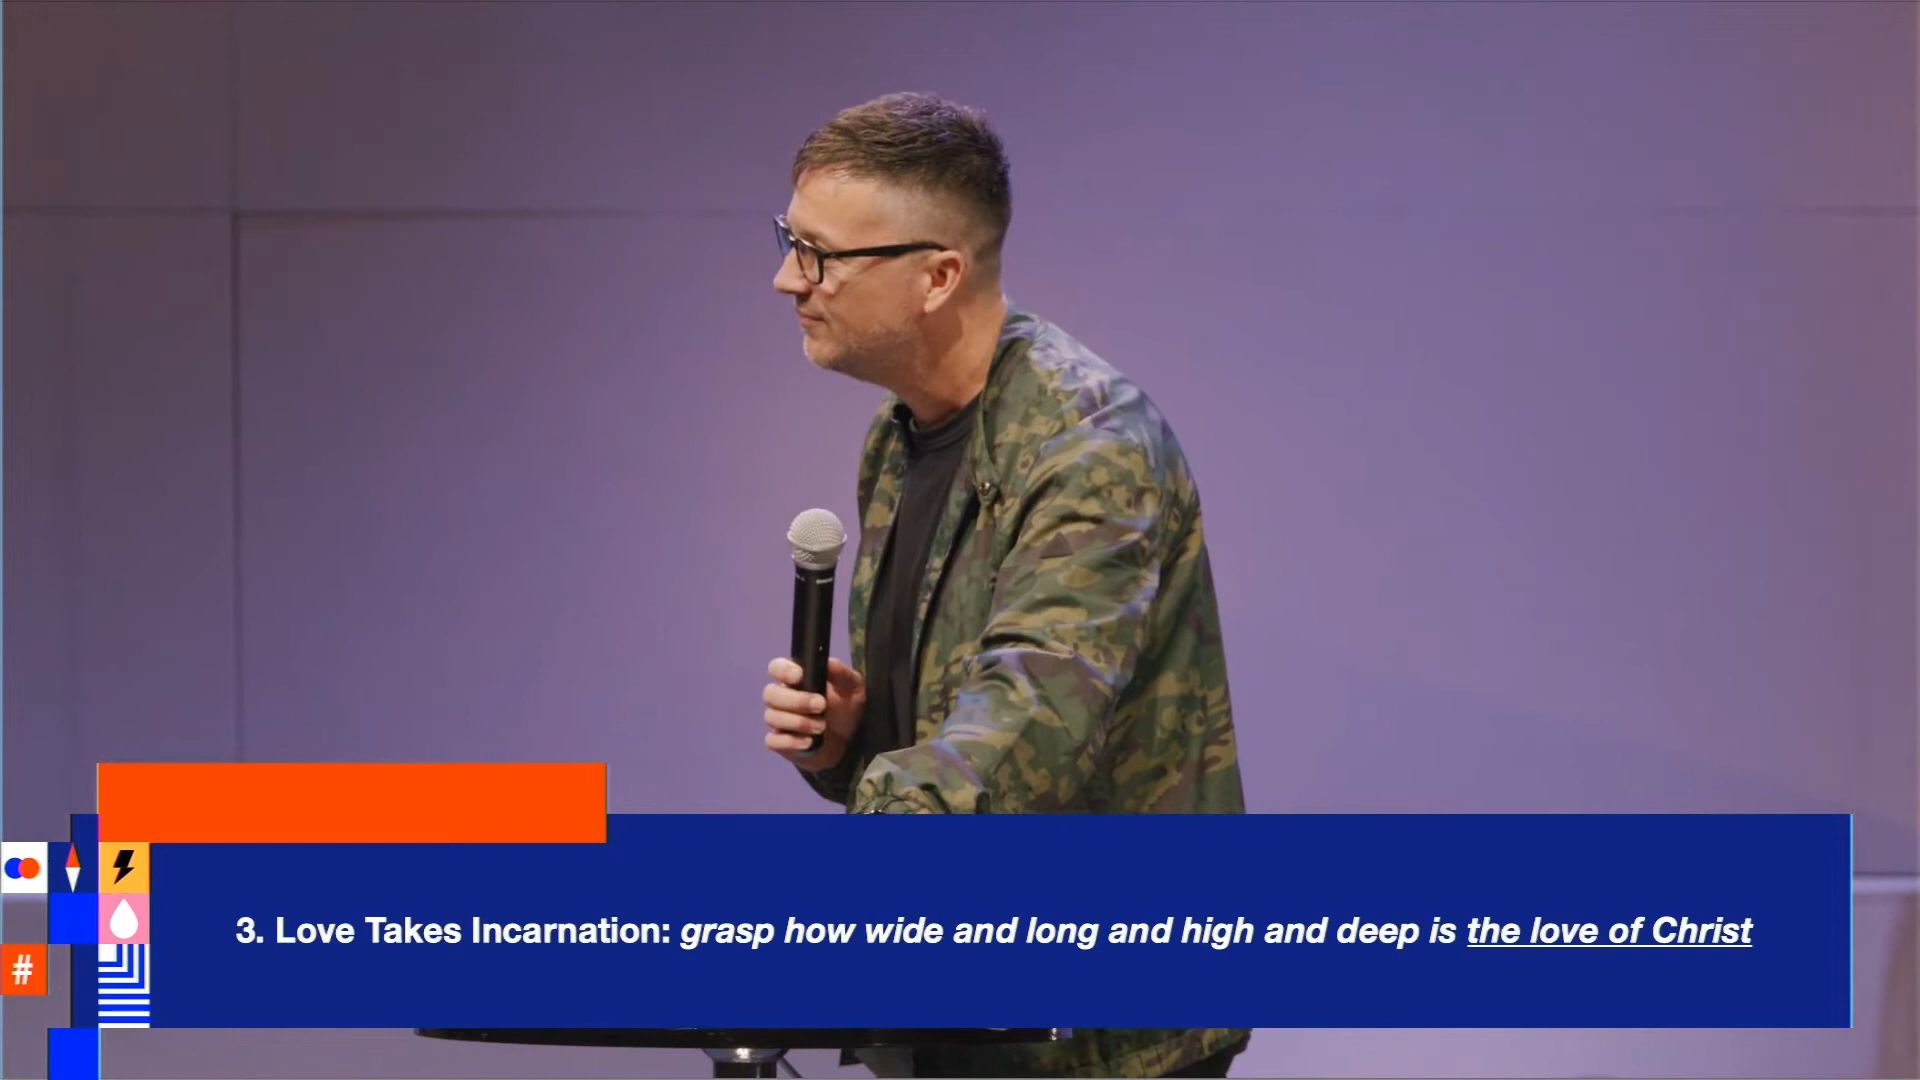 3. Love Takes Incarnation: grasp how wide and long and high and deep is the love of Christ
#